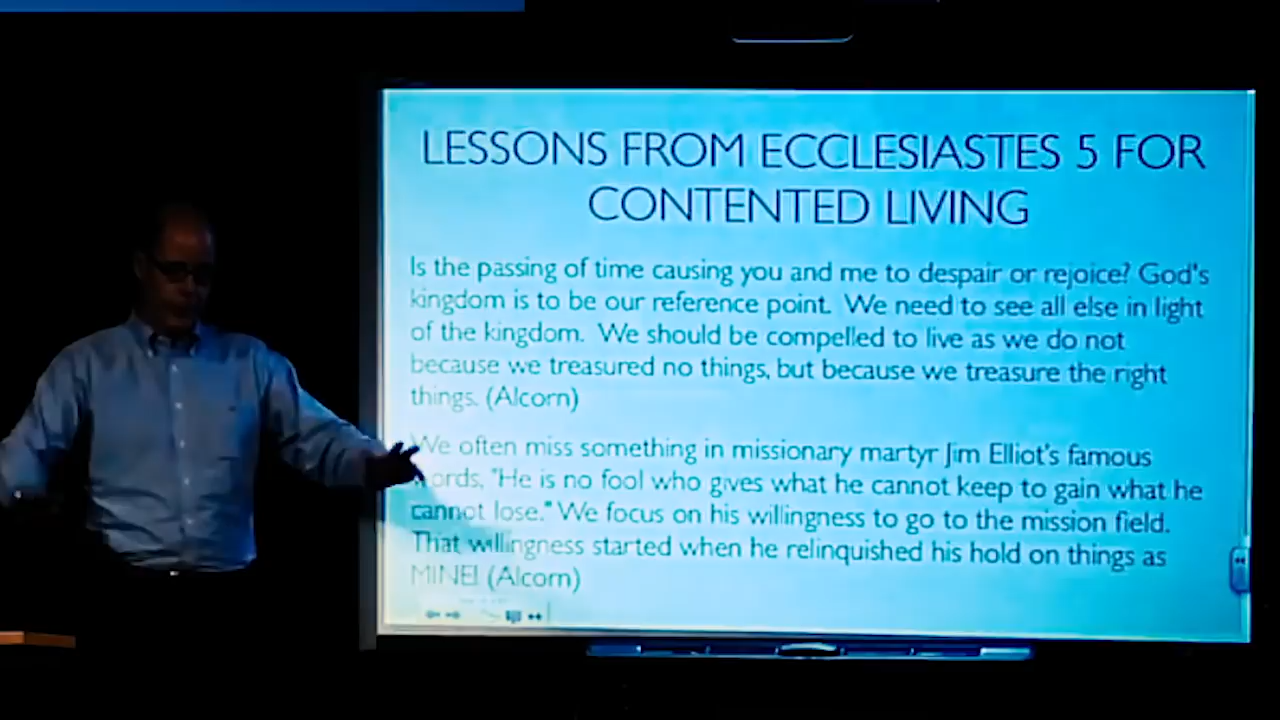 LESSONS FROM ECCLESIASTES 5 FOR
CONTENTED LIVING
Is the passing of time causing you and me to despair or rejoice? God's
kingdom is to be our reference point. We need to see all else in light
of the kingdom. We should be compelled to live as we do not
because we treasured no things, but because we treasure the right
things. (Alcorn)
We often miss something in missionary martyr Jim Elliot's famous
words, "He is no fool who gives what he cannot keep to gain what he
cannot lose." We focus on his willingness to go to the mission field.
That willingness started when he relinquished his hold on things as
MINE! (Alcorn)